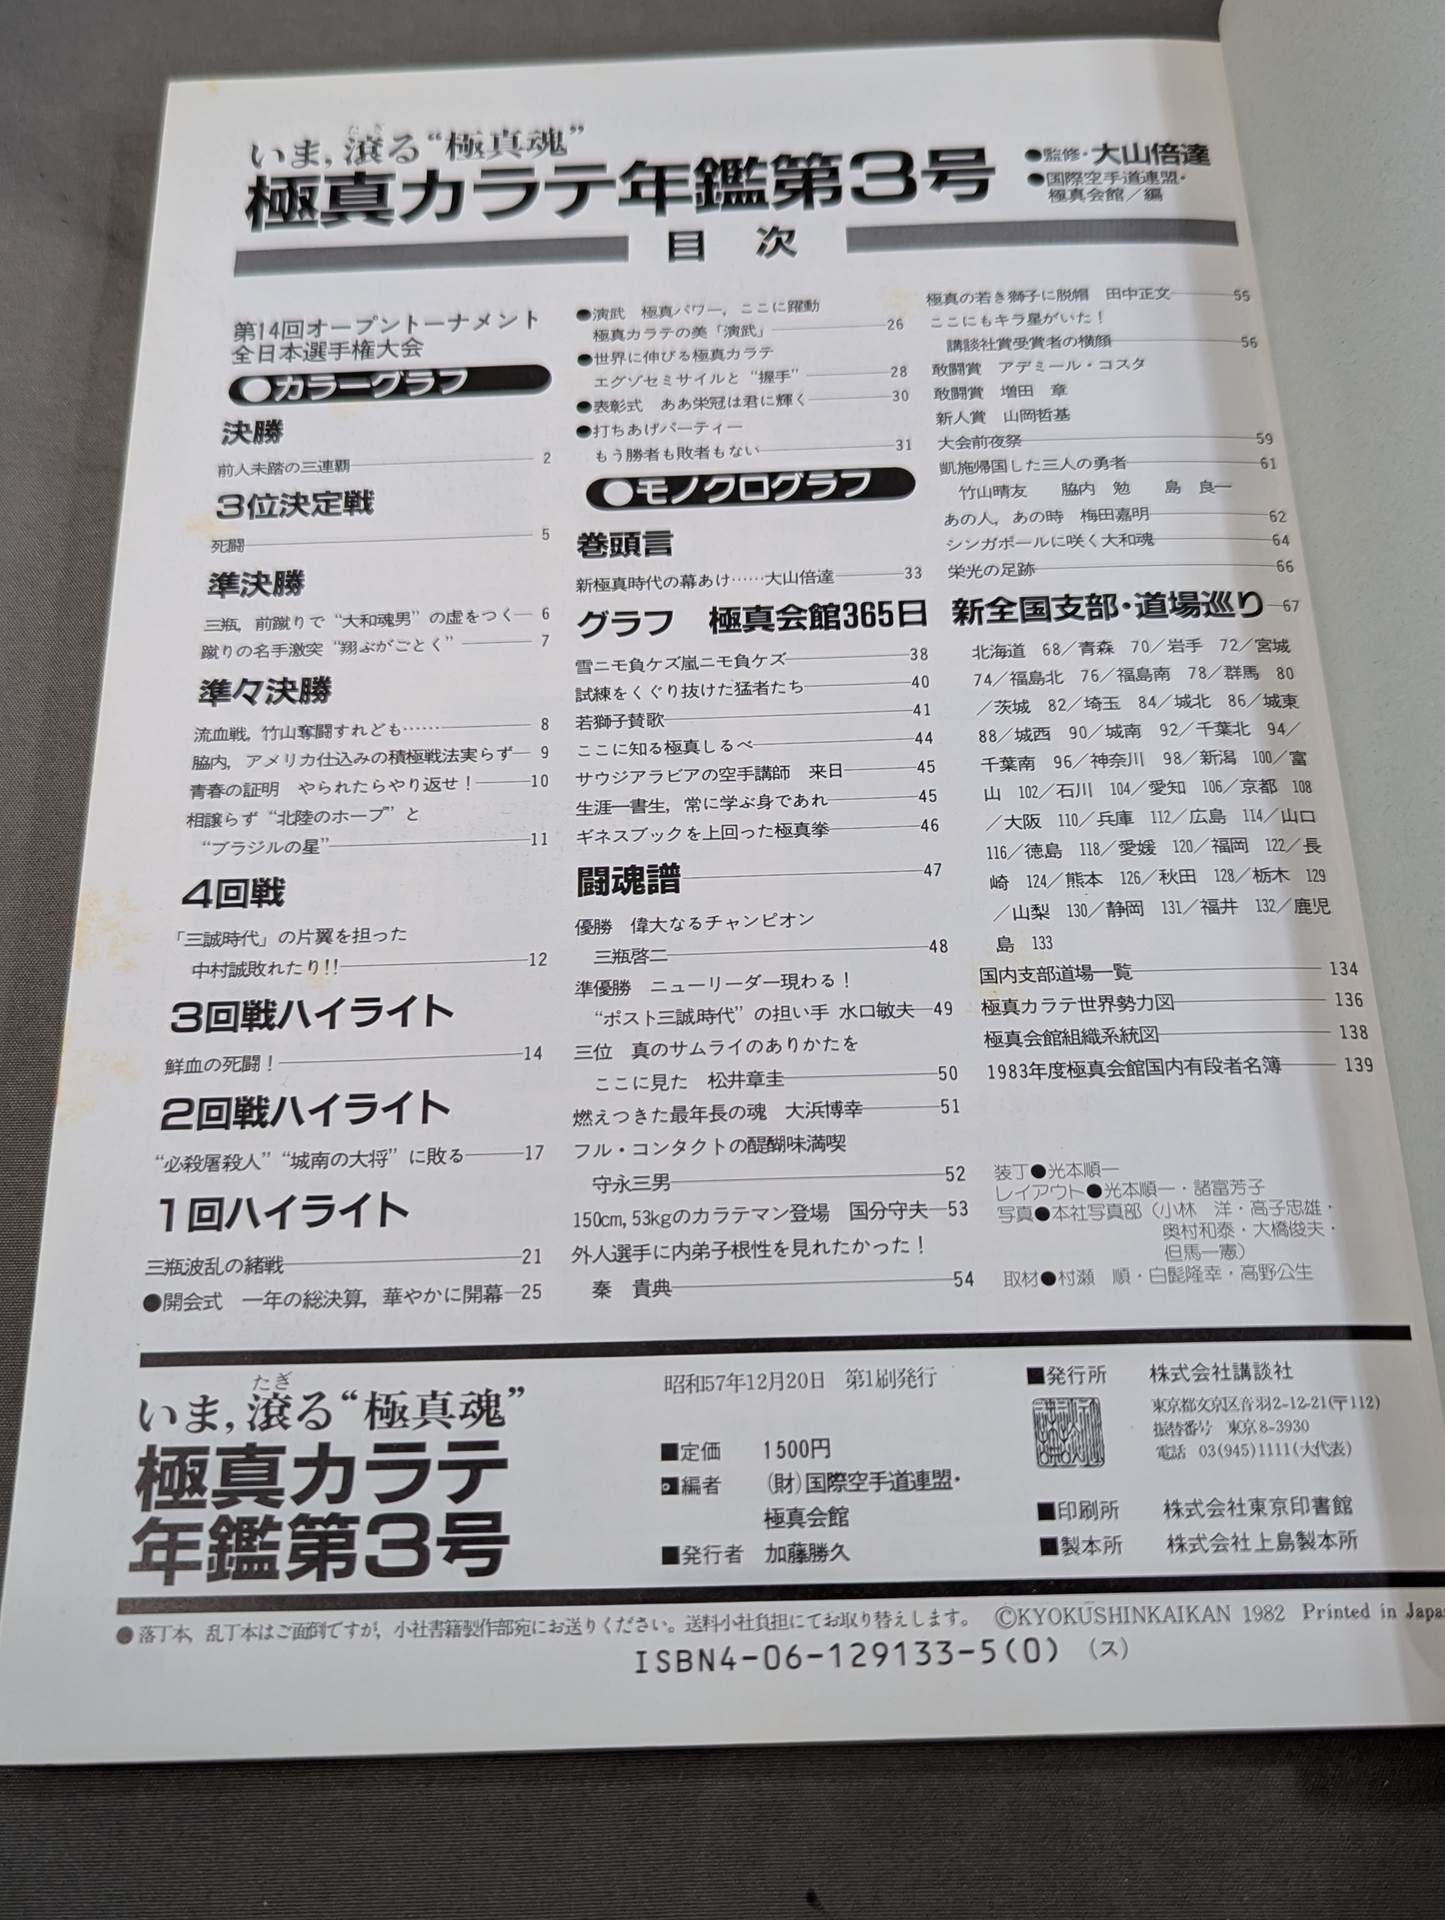 いま,滾る“極真魂”
極真カラテ年鑑第3号
●監修・大山倍達
●国際空手道連盟・
極真会館／編
目 次
第14回オープントーナメント
全日本選手権大会
●カラーグラフ
決勝
前人未踏の三連覇 2
3位決定戦
死闘 5
準決勝
三瓶，前蹴りで“大和魂男”の虚をつく 6
蹴りの名手激突“翔ぶがごとく” 7
準々決勝
流血戦，竹山奮闘すれども…… 8
脇内，アメリカ仕込みの積極戦法実らず 9
青春の証明 やられたらやり返せ！ 10
相譲らず“北陸のホープ”と
“ブラジルの星” 11
4回戦
「三誠時代」の片翼を担った
中村誠敗れたり!! 12
3回戦ハイライト
鮮血の死闘！ 14
2回戦ハイライト
“必殺屠殺人”“城南の大将”に敗る 17
1回ハイライト
三瓶波乱の緒戦 21
●開会式 一年の総決算，華やかに開幕 25
●演武 極真パワー，ここに躍動
極真カラテの美「演武」 26
●世界に伸びる極真カラテ
エグゾセミサイルと“握手” 28
●表彰式 ああ栄冠は君に輝く 30
●打ちあげパーティー
もう勝者も敗者もない 31
●モノクログラフ
巻頭言
新極真時代の幕あけ……大山倍達 33
グラフ 極真会館365日
雪ニモ負ケズ嵐ニモ負ケズ 38
試練をくぐり抜けた猛者たち 40
若獅子賛歌 41
ここに知る極真しるべ 44
サウジアラビアの空手講師 来日 45
生涯一書生，常に学ぶ身であれ 45
ギネスブックを上回った極真拳 46
闘魂譜 47
優勝 偉大なるチャンピオン
三瓶啓二 48
準優勝 ニューリーダー現わる！
“ポスト三誠時代”の担い手 水口敏夫 49
三位 真のサムライのありかたを
ここに見た 松井章圭 50
燃えつきた最年長の魂 大浜博幸 51
フル・コンタクトの醍醐味満喫
守永三男 52
150cm,53kgのカラテマン登場 国分守夫 53
外人選手に内弟子根性を見れたかった！
秦 貴典 54
極真の若き獅子に脱帽 田中正文 55
ここにもキラ星がいた！
講談社賞受賞者の横顔 56
敢闘賞 アデミール・コスタ
敢闘賞 増田 章
新人賞 山岡哲基
大会前夜祭 59
凱施帰国した三人の勇者 61
竹山晴友 脇内 勉 島 良一
あの人，あの時 梅田嘉明 62
シンガポールに咲く大和魂 64
栄光の足跡 66
新全国支部・道場巡り 67
北海道 68／青森 70／岩手 72／宮城
74／福島北 76／福島南 78／群馬 80
／茨城 82／埼玉 84／城北 86／城東
88／城西 90／城南 92／千葉北 94／
千葉南 96／神奈川 98／新潟 100／富
山 102／石川 104／愛知 106／京都 108
／大阪 110／兵庫 112／広島 114／山口
116／徳島 118／愛媛 120／福岡 122／長
崎 124／熊本 126／秋田 128／栃木 129
／山梨 130／静岡 131／福井 132／鹿児
島 133
国内支部道場一覧 134
極真カラテ世界勢力図 136
極真会館組織系統図 138
1983年度極真会館国内有段者名簿 139
装丁●光本順一
レイアウト●光本順一・諸富芳子
写真●本社写真部（小林 洋・高子忠雄・
奥村和泰・大橋俊夫・
但馬一憲）
取材●村瀬 順・白髭隆幸・高野公生
たぎ
いま,滾る“極真魂”
極真カラテ
年鑑第3号
昭和57年12月20日 第1刷発行
■定価 1500円
■編者 （財）国際空手道連盟・
極真会館
■発行者 加藤勝久
■発行所 株式会社講談社
東京都文京区音羽2-12-21(〒112)
振替番号 東京8-3930
電話 03(945)1111(大代表)
■印刷所 株式会社東京印書館
■製本所 株式会社上島製本所
●落丁本，乱丁本はご面倒ですが，小社書籍製作部宛にお送りください。送料小社負担にてお取り替えします。 ©KYOKUSHINKAIKAN 1982 Printed in Japa
ISBN4-06-129133-5(0) (ス)